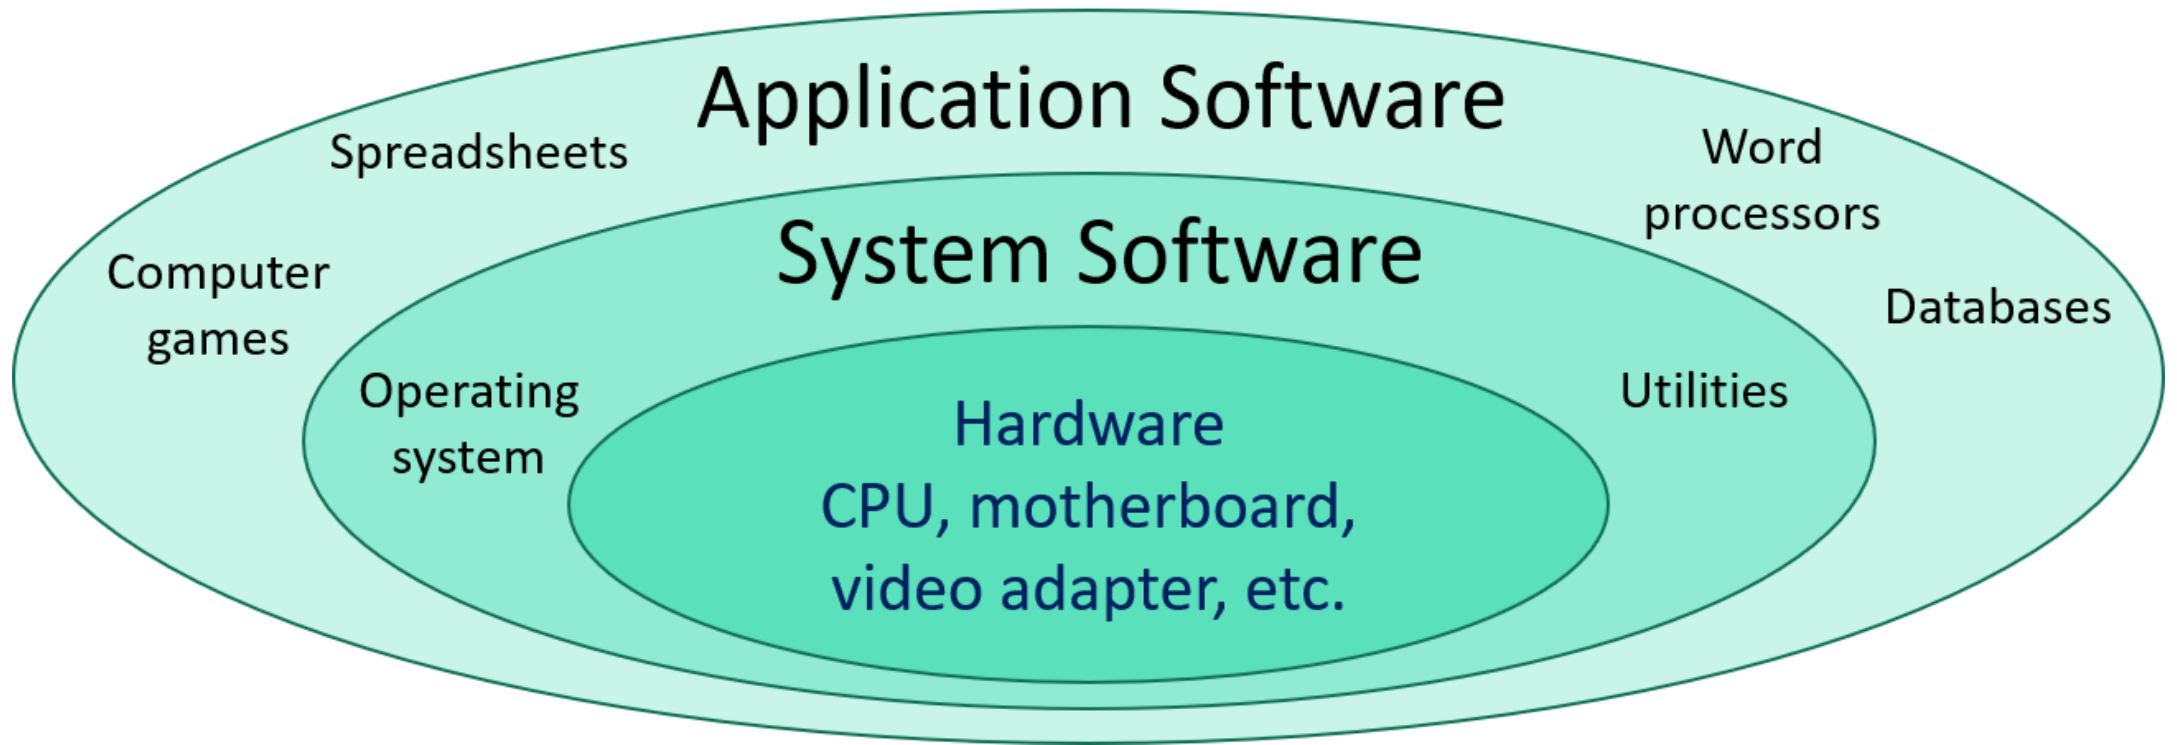 Application Software
Spreadsheets
Word
processors
Computer
games
Databases
System Software
Operating
system
Utilities
Hardware
CPU, motherboard,
video adapter, etc.